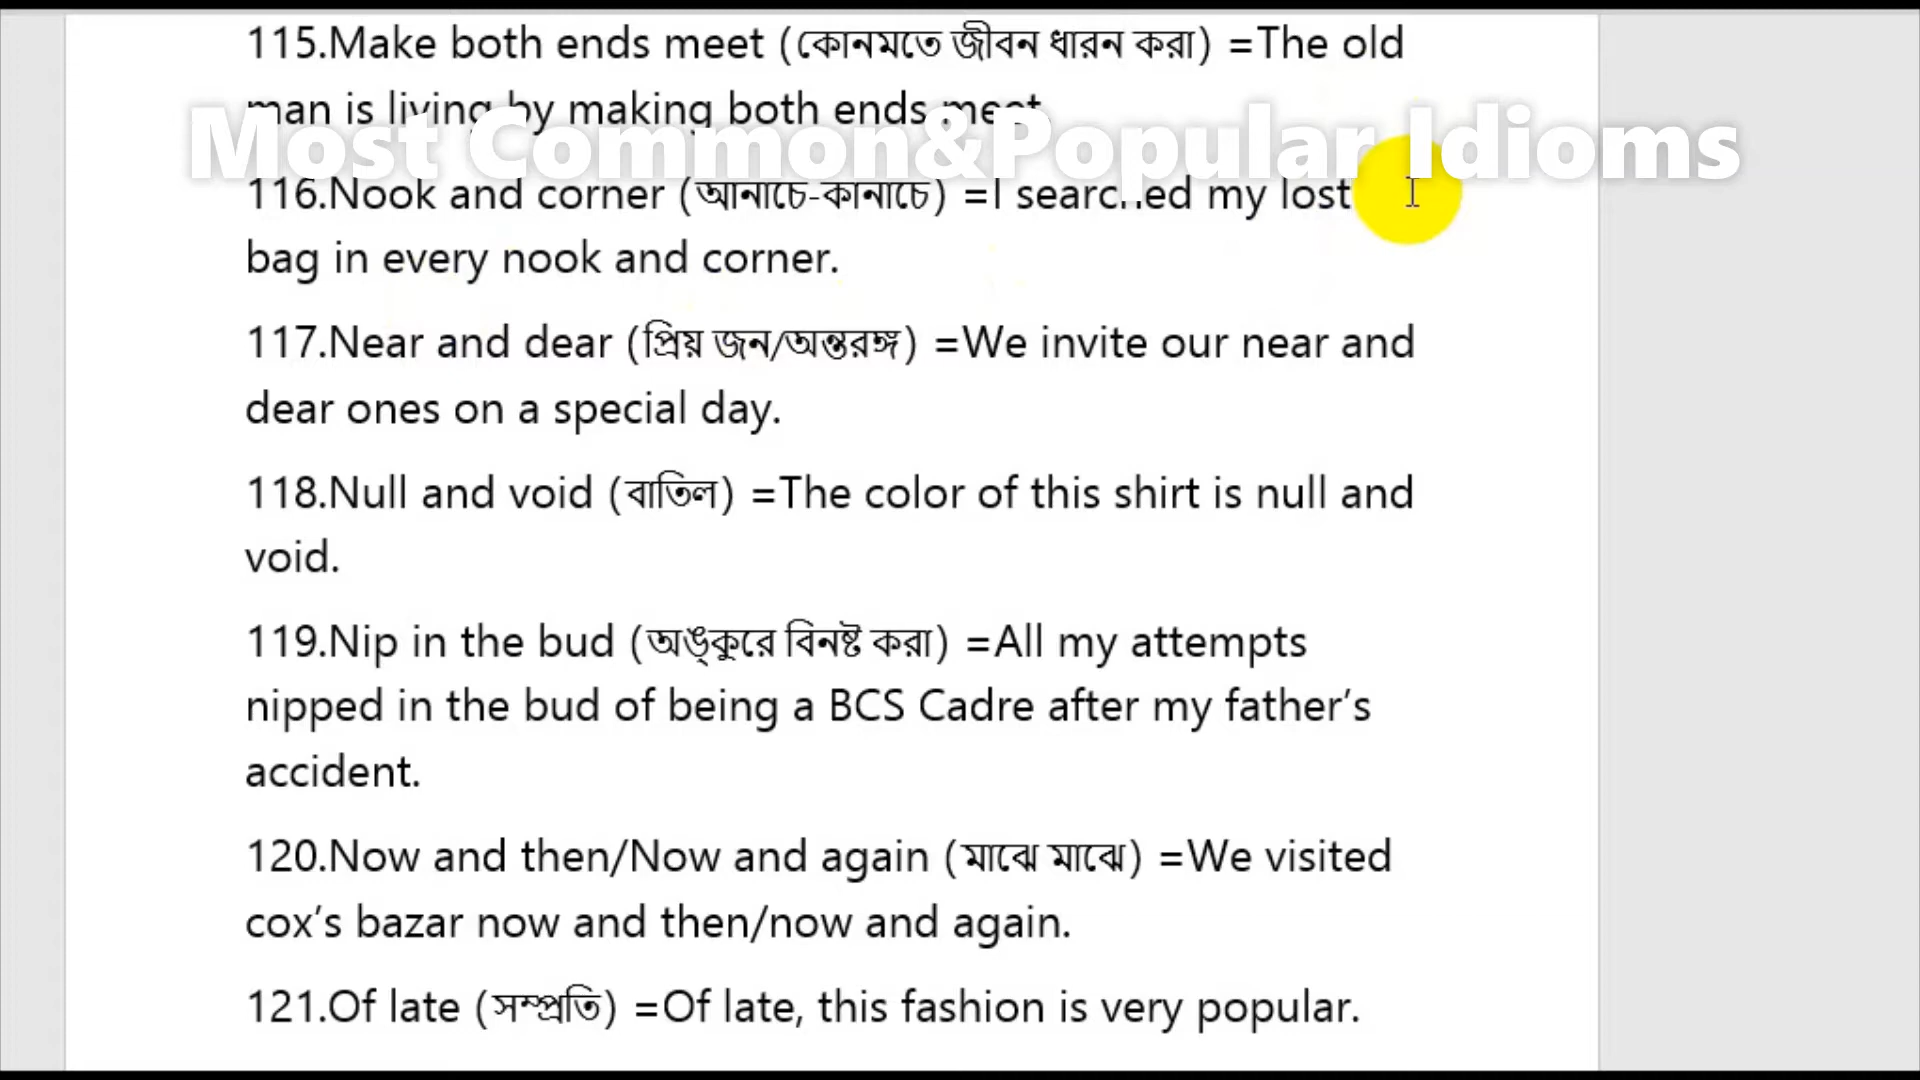 115.Make both ends meet (কোনমতে জীবন ধারন করা) =The old
man is living by making both ends meet.
Most Common&Popular Idioms
116.Nook and corner (আনাচে-কানাচে) =I searched my lost
bag in every nook and corner.
117.Near and dear (প্রিয় জন/অন্তরঙ্গ) =We invite our near and
dear ones on a special day.
118.Null and void (বাতিল) =The color of this shirt is null and
void.
119.Nip in the bud (অঙ্কুরে বিনষ্ট করা) =All my attempts
nipped in the bud of being a BCS Cadre after my father’s
accident.
120.Now and then/Now and again (মাঝে মাঝে) =We visited
cox’s bazar now and then/now and again.
121.Of late (সম্প্রতি) =Of late, this fashion is very popular.